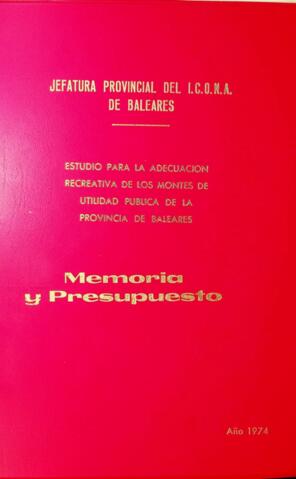 JEFATURA PROVINCIAL DEL I.C.O.N.A.
DE BALEARES
ESTUDIO PARA LA ADECUACION
RECREATIVA DE LOS MONTES DE
UTILIDAD PUBLICA DE LA
PROVINCIA DE BALEARES
Memoria
y Presupuesto
Año 1974